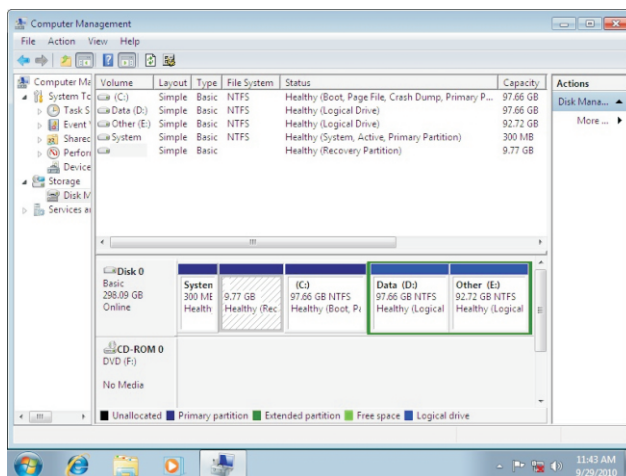 Computer Management
File Action View Help
Computer Ma
System To
Task S
Event
Shared
Perfor
Device
Storage
Disk M
Services a
Volume Layout Type File System Status Capacity
(C:) Simple Basic NTFS Healthy (Boot, Page File, Crash Dump, Primary P... 97.66 GB
Data (D:) Simple Basic NTFS Healthy (Logical Drive) 97.66 GB
Other (E:) Simple Basic NTFS Healthy (Logical Drive) 92.72 GB
System Simple Basic NTFS Healthy (System, Active, Primary Partition) 300 MB
Simple Basic Healthy (Recovery Partition) 9.77 GB
Actions
Disk Mana...
More ...
Disk 0
Basic
298.09 GB
Online
System
300 ME
Health
9.77 GB
Healthy (Rec
(C:)
97.66 GB NTFS
Healthy (Boot, Pa
Data (D:)
97.66 GB NTFS
Healthy (Logical
Other (E:)
92.72 GB NTFS
Healthy (Logical
CD-ROM 0
DVD (F:)
No Media
Unallocated Primary partition Extended partition Free space Logical drive
11:43 AM
9/29/2010